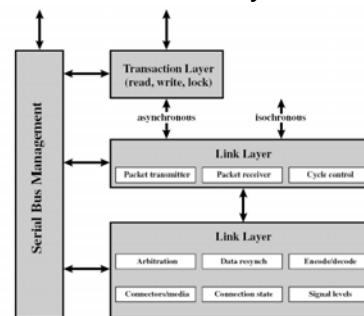 Transaction Layer
(read, write, lock)
asynchronous
isochronous
Serial Bus Management
Link Layer
Packet transmitter
Packet receiver
Cycle control
Link Layer
Arbitration
Data resynch
Encode/decode
Connectors/media
Connection state
Signal levels